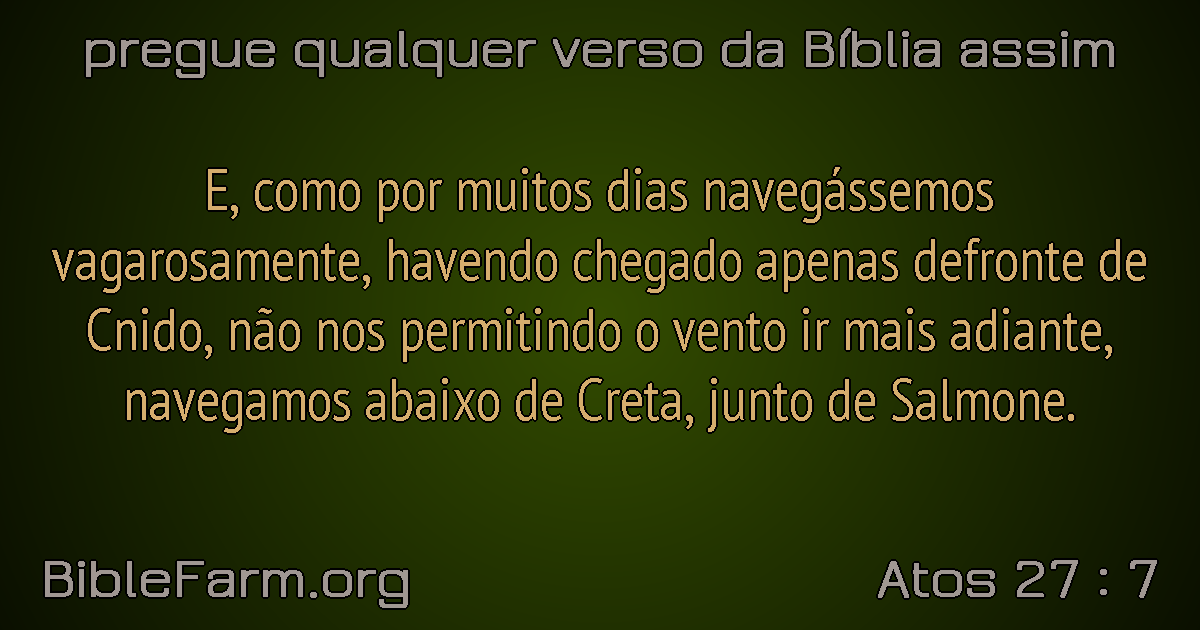 pregue qualquer verso da Bíblia assim
E, como por muitos dias navegássemos
vagarosamente, havendo chegado apenas defronte de
Cnido, não nos permitindo o vento ir mais adiante,
navegamos abaixo de Creta, junto de Salmone.
BibleFarm.org
Atos 27 : 7